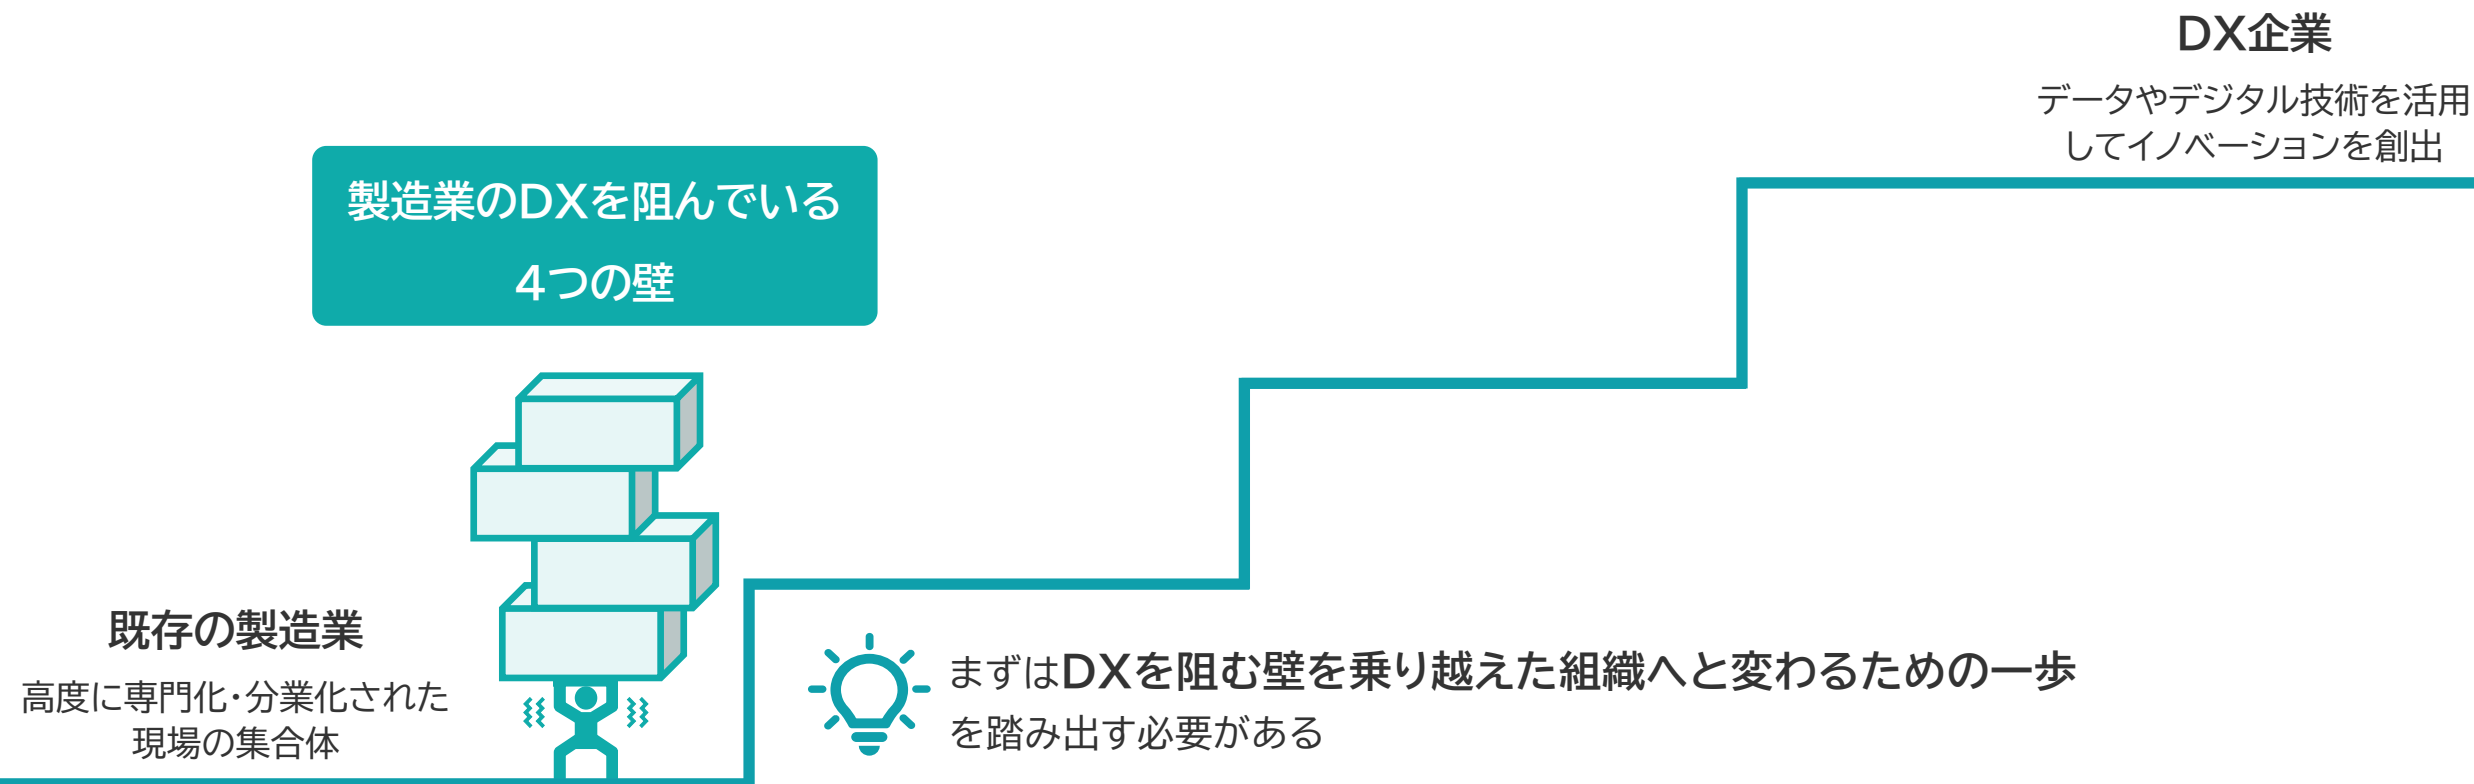 DX企業
データやデジタル技術を活用
してイノベーションを創出
製造業のDXを阻んでいる
4つの壁
既存の製造業
高度に専門化・分業化された
現場の集合体
まずはDXを阻む壁を乗り越えた組織へと変わるための一歩
を踏み出す必要がある